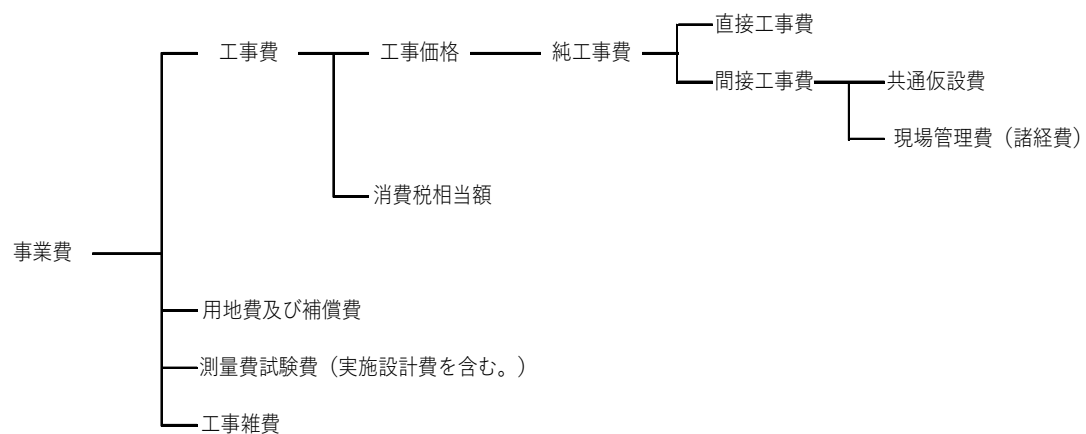 直接工事費
工事費
工事価格
純工事費
間接工事費
共通仮設費
現場管理費（諸経費）
消費税相当額
事業費
用地費及び補償費
測量費試験費（実施設計費を含む。）
工事雑費